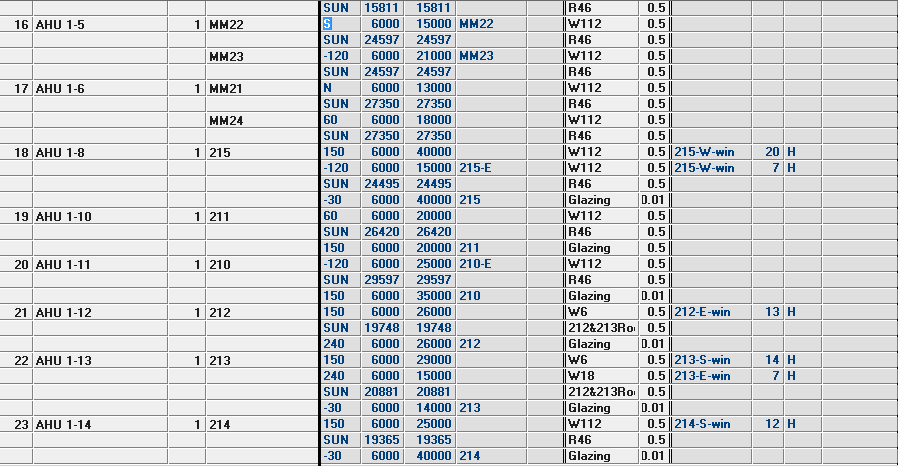 SUN 15811 15811 R46 0.5
16 AHU 1-5 1 MM22 S 6000 15000 MM22 W112 0.5
SUN 24597 24597 R46 0.5
MM23 -120 6000 21000 MM23 W112 0.5
SUN 24597 24597 R46 0.5
17 AHU 1-6 1 MM21 N 6000 13000 W112 0.5
SUN 27350 27350 R46 0.5
MM24 60 6000 18000 W112 0.5
SUN 27350 27350 R46 0.5
18 AHU 1-8 1 215 150 6000 40000 W112 0.5 215-W-win 20 H
-120 6000 15000 215-E W112 0.5 215-W-win 7 H
SUN 24495 24495 R46 0.5
-30 6000 40000 215 Glazing 0.01
19 AHU 1-10 1 211 60 6000 20000 W112 0.5
SUN 26420 26420 R46 0.5
150 6000 20000 211 Glazing 0.5
20 AHU 1-11 1 210 -120 6000 25000 210-E W112 0.5
SUN 29597 29597 R46 0.5
150 6000 35000 210 Glazing 0.01
21 AHU 1-12 1 212 150 6000 26000 W6 0.5 212-E-win 13 H
SUN 19748 19748 212&213Ro 0.5
240 6000 26000 212 Glazing 0.01
22 AHU 1-13 1 213 150 6000 29000 W6 0.5 213-S-win 14 H
240 6000 15000 W18 0.5 213-E-win 7 H
SUN 20881 20881 212&213Ro 0.5
-30 6000 14000 213 Glazing 0.01
23 AHU 1-14 1 214 150 6000 25000 W112 0.5 214-S-win 12 H
SUN 19365 19365 R46 0.5
-30 6000 40000 214 Glazing 0.01